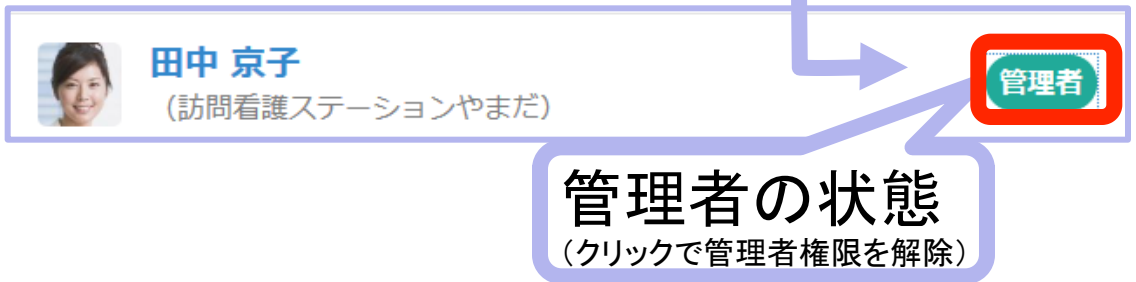 田中 京子
（訪問看護ステーションやまだ）
管理者
管理者の状態
（クリックで管理者権限を解除）